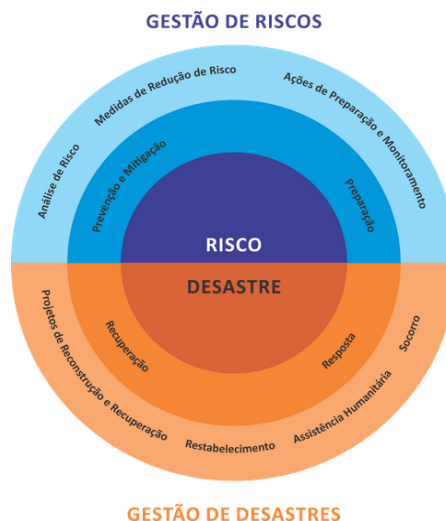 GESTÃO DE RISCOS
Análise de Risco
Medidas de Redução de Risco
Ações de Preparação e Monitoramento
Prevenção e Mitigação
Preparação
RISCO
DESASTRE
Recuperação
Resposta
Projetos de Reconstrução e Recuperação
Restabelecimento
Assistência Humanitária
Socorro
GESTÃO DE DESASTRES